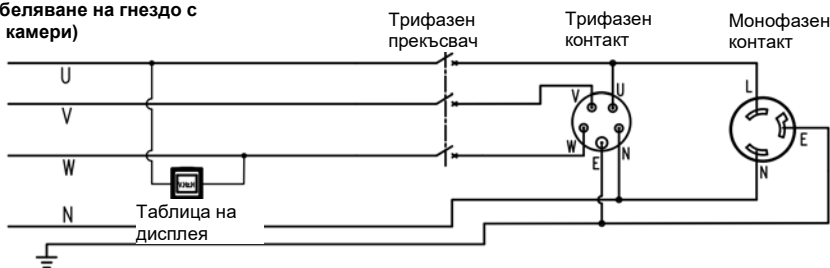 беляване на гнездо с
камери)
Трифазен
прекъсвач
Трифазен
контакт
Монофазен
контакт
U
V
W
N
Таблица на
дисплея
V
U
W
E
N
L
E
N